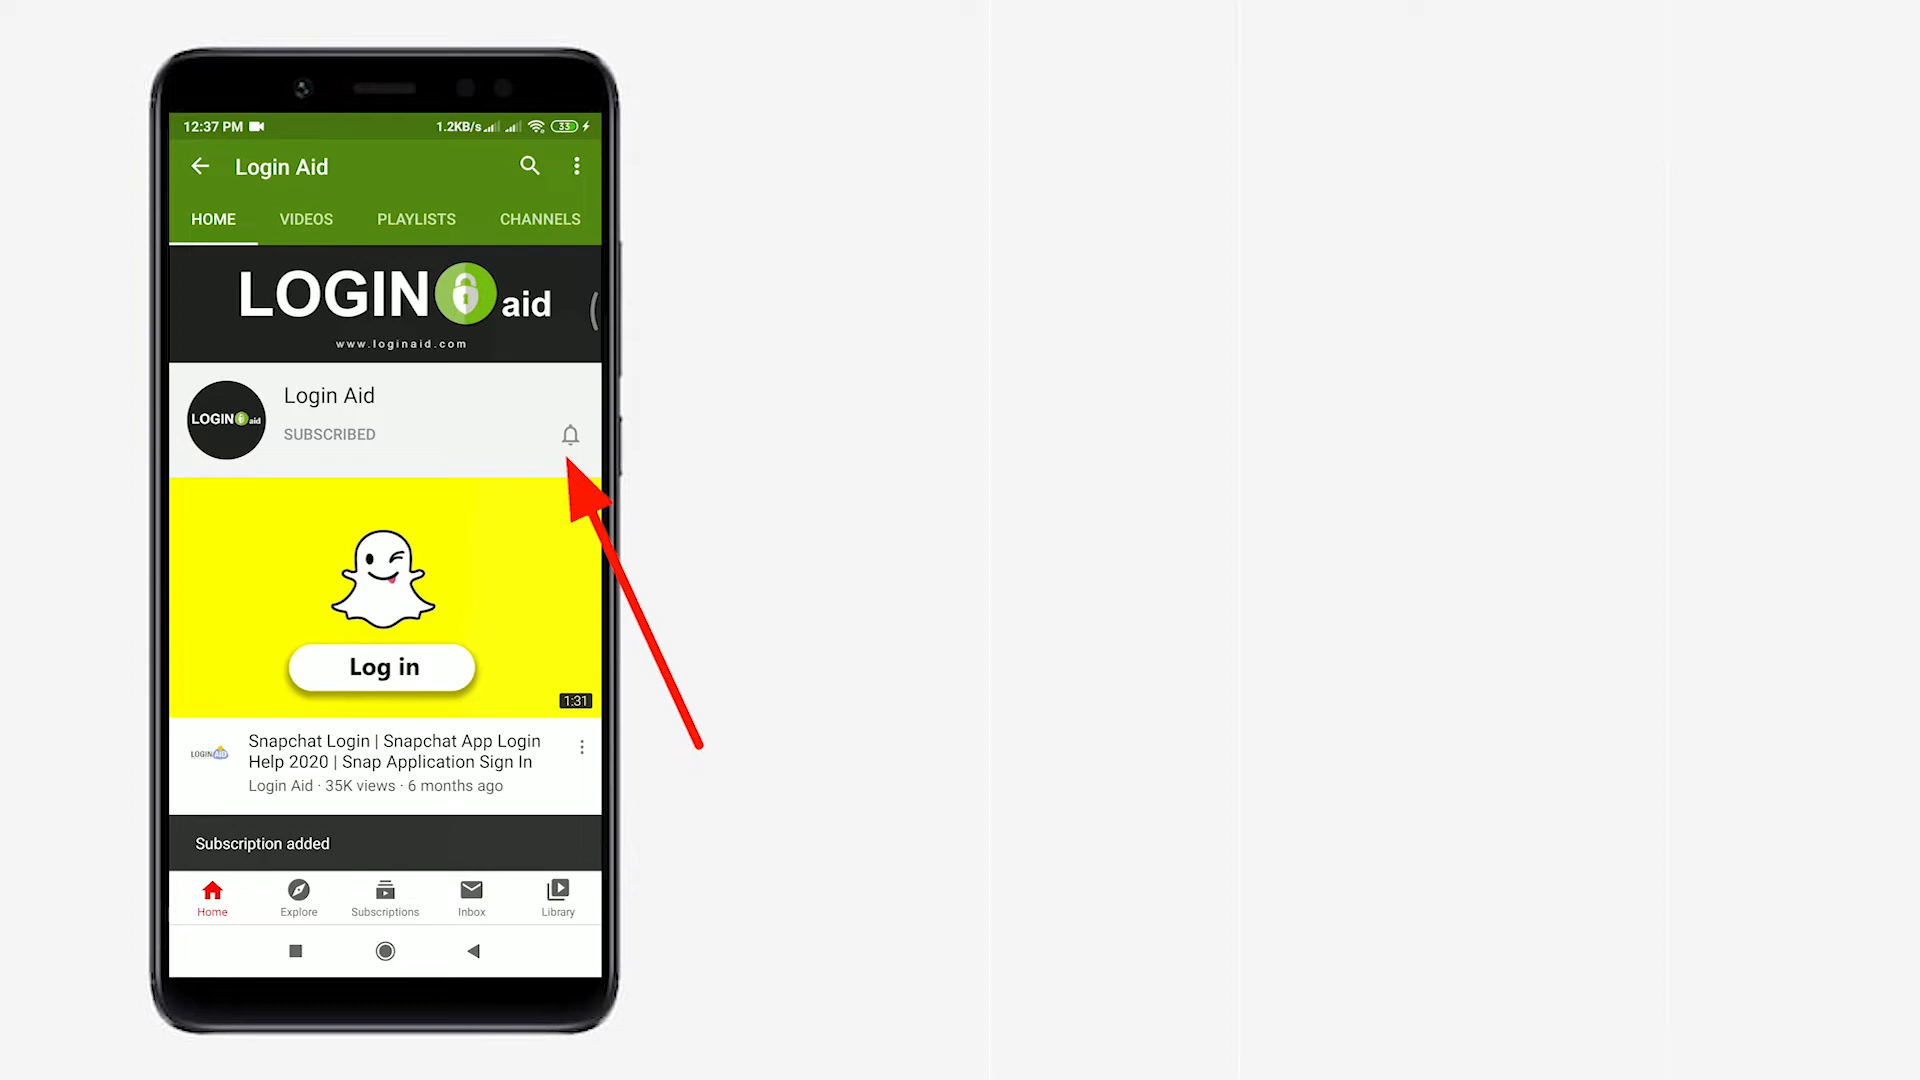 12:37 PM
1.2KB/s
33
Login Aid
HOME
VIDEOS
PLAYLISTS
CHANNELS
LOGIN aid
www.loginaid.com
LOGIN aid
Login Aid
SUBSCRIBED
Log in
1:31
LOGIN AID
Snapchat Login | Snapchat App Login
Help 2020 | Snap Application Sign In
Login Aid · 35K views · 6 months ago
Subscription added
Home
Explore
Subscriptions
Inbox
Library